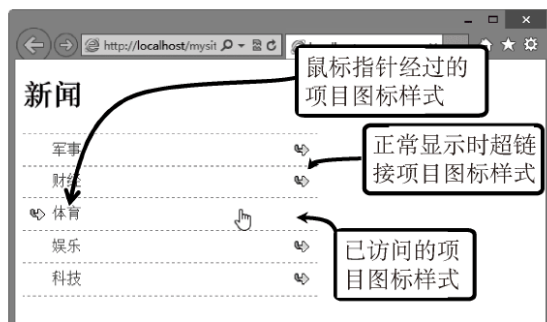 http://localhost/mysit
新闻
鼠标指针经过的
项目图标样式
军事
正常显示时超链
接项目图标样式
财经
体育
娱乐
已访问的项
目图标样式
科技